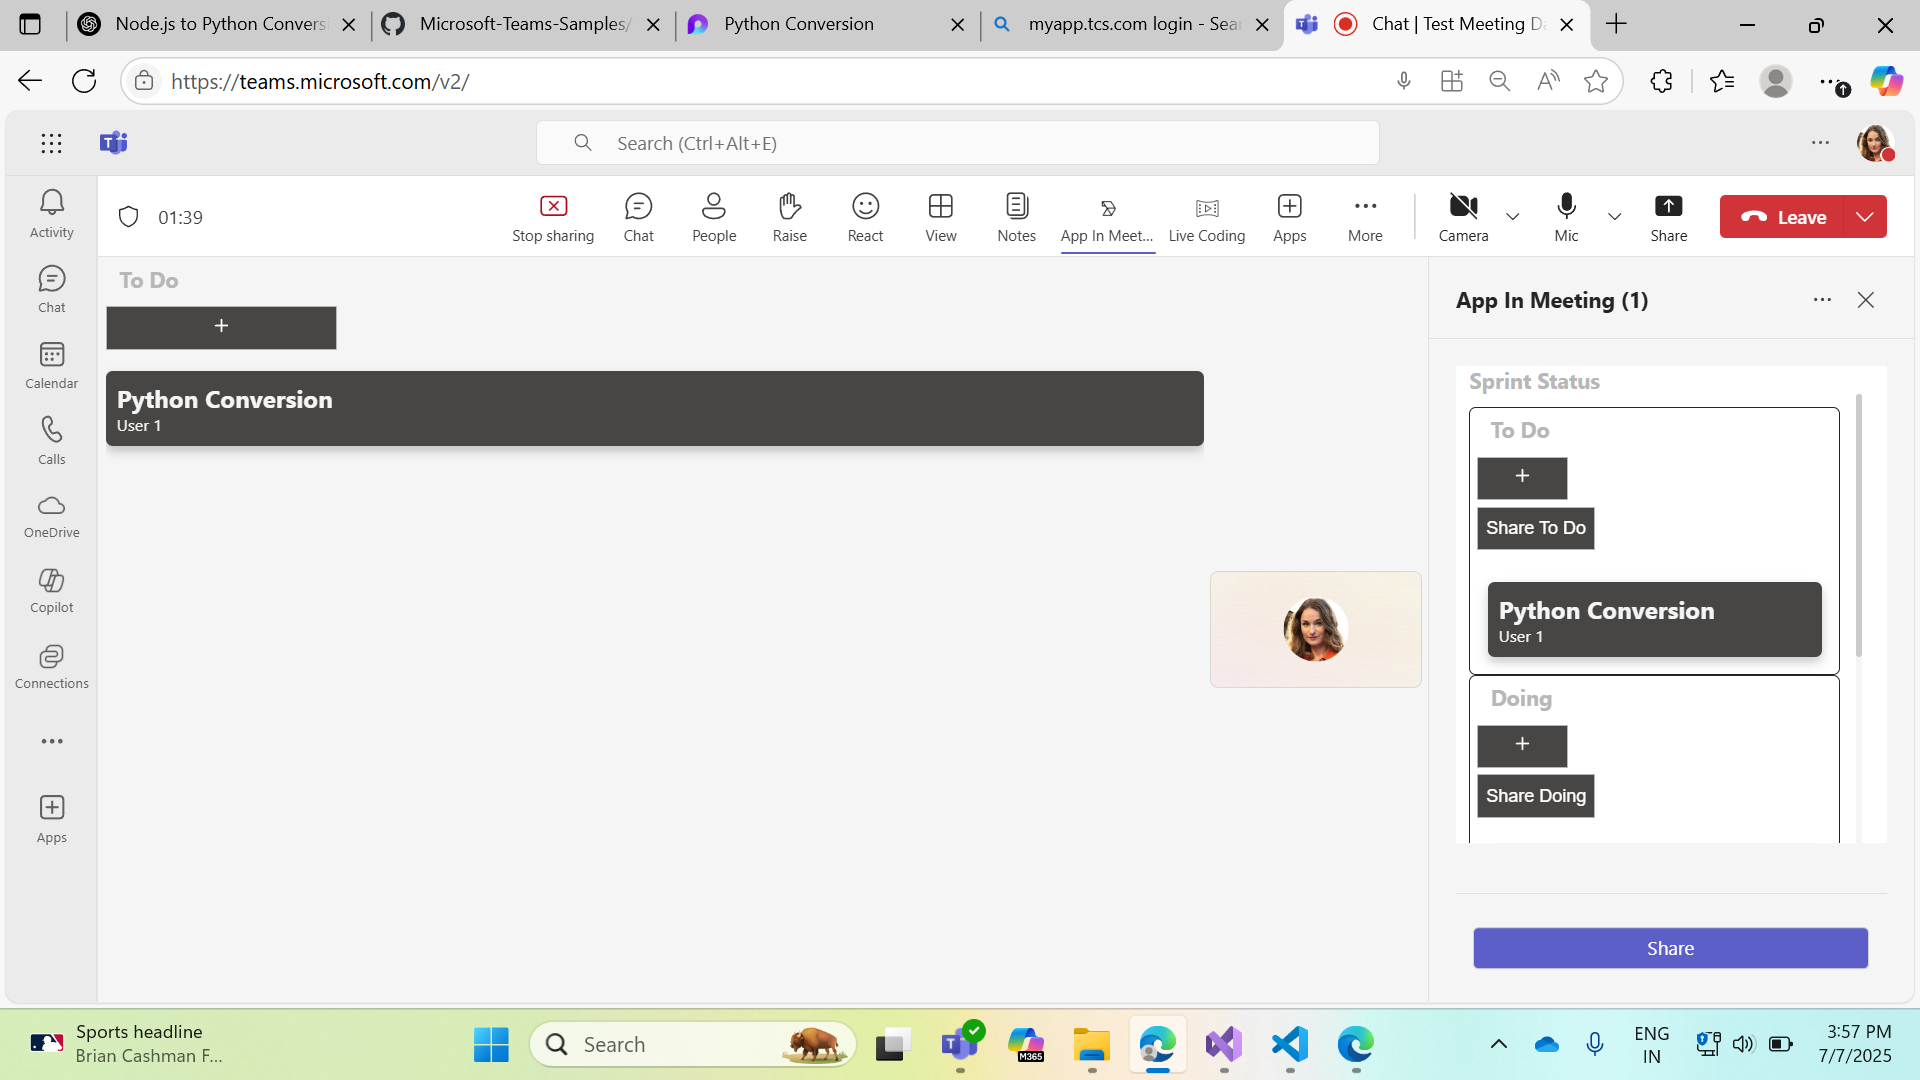 Node.js to Python Conversi
Microsoft-Teams-Samples/
Python Conversion
myapp.tcs.com login - Sear
Chat | Test Meeting Da
https://teams.microsoft.com/v2/
Search (Ctrl+Alt+E)
01:39
Stop sharing
Chat
People
Raise
React
View
Notes
App In Meet...
Live Coding
Apps
More
Camera
Mic
Share
Leave
Activity
Chat
Calendar
Calls
OneDrive
Copilot
Connections
Apps
To Do
+
Python Conversion
User 1
App In Meeting (1)
Sprint Status
To Do
+
Share To Do
Python Conversion
User 1
Doing
+
Share Doing
Share
Sports headline
Brian Cashman F...
Search
M365
ENG
IN
3:57 PM
7/7/2025